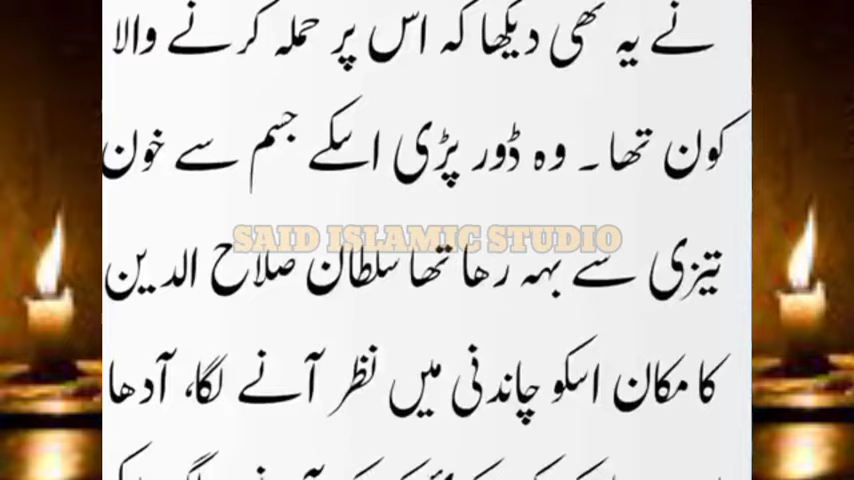 نے یہ بھی دیکھا کہ اس پر حملہ کرنے والا
کون تھا۔ وہ ڈور پڑی اسکے جسم سے خون
SAID ISLAMIC STUDIO
تیزی سے بہہ رھا تھا سلطان صلاح الدین
کا مکان اسکو چاندنی میں نظر آنے لگا، آدھا